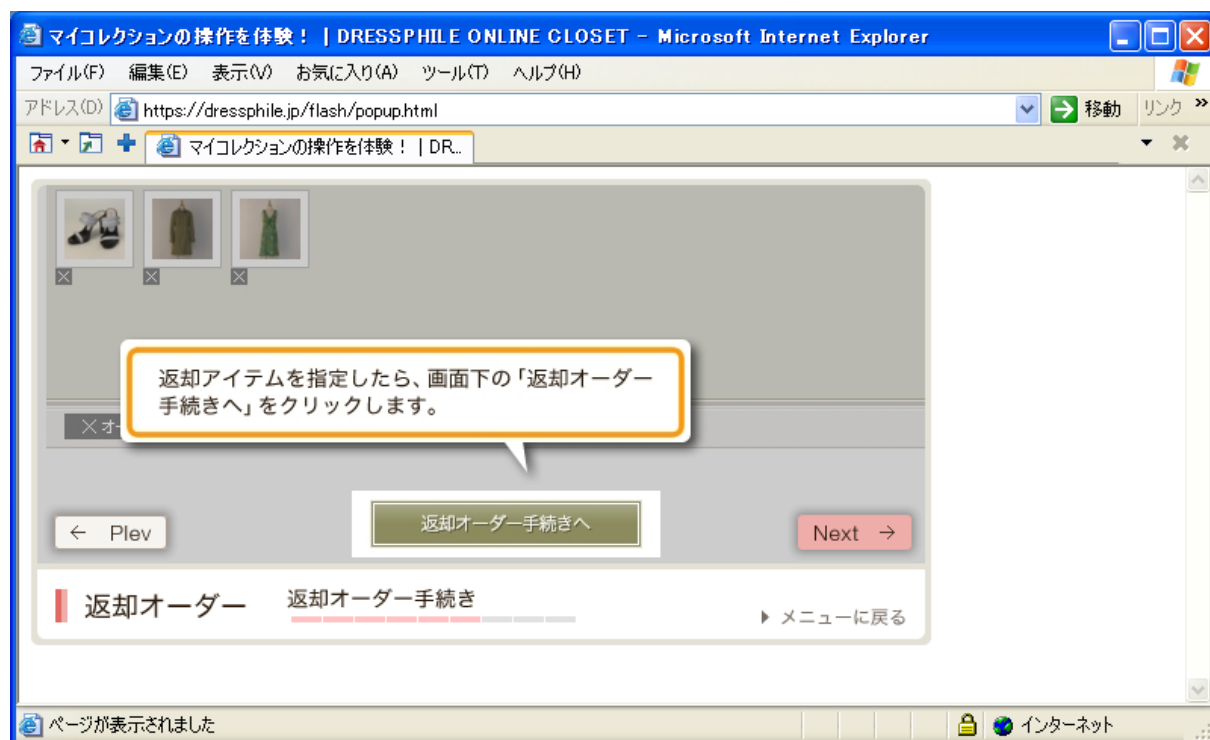 マイコレクションの操作を体験！ | DRESSPHILE ONLINE CLOSET - Microsoft Internet Explorer
ファイル(F) 編集(E) 表示(V) お気に入り(A) ツール(T) ヘルプ(H)
アドレス(D) https://dressphile.jp/flash/popup.html 移動 リンク »
マイコレクションの操作を体験！ | DR...
返却アイテムを指定したら、画面下の「返却オーダー
手続きへ」をクリックします。
オー
返却オーダー手続きへ
← Plev
Next →
返却オーダー 返却オーダー手続き
メニューに戻る
ページが表示されました インターネット